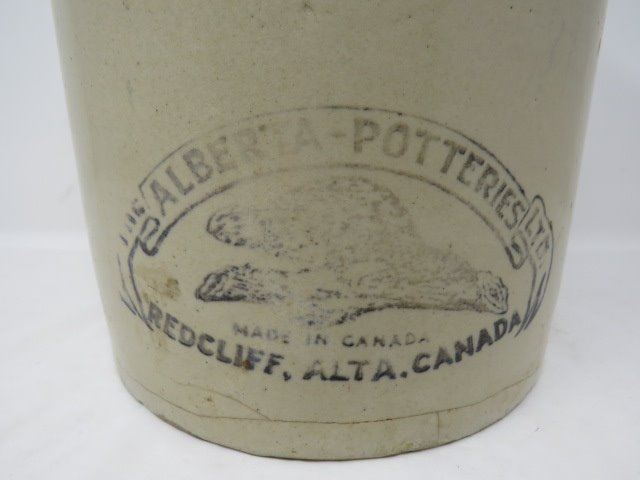 THE ALBERTA-POTTERIES LTD.
MADE IN CANADA
REDCLIFF, ALTA. CANADA